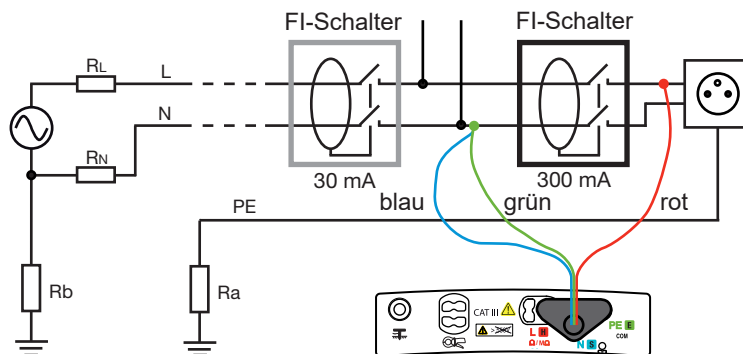 FI-Schalter
FI-Schalter
RL
L
N
RN
30 mA
300 mA
blau
grün
rot
PE
Rb
Ra
CAT III
L H
Ω/MΩ
N S
PE E
COM